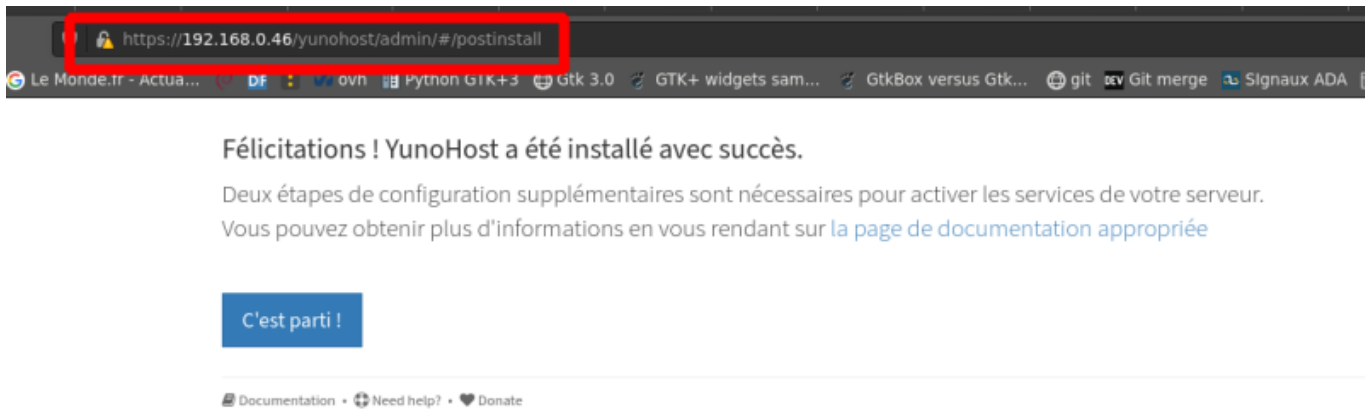 https://192.168.0.46/yunohost/admin/#/postinstall
Le Monde.fr - Actua... DF ovh Python GTK+3 Gtk 3.0 GTK+ widgets sam... GtkBox versus Gtk... git DEV Git merge SIgnaux ADA
Félicitations ! YunoHost a été installé avec succès.
Deux étapes de configuration supplémentaires sont nécessaires pour activer les services de votre serveur.
Vous pouvez obtenir plus d'informations en vous rendant sur la page de documentation appropriée
C'est parti !
Documentation • Need help? • Donate